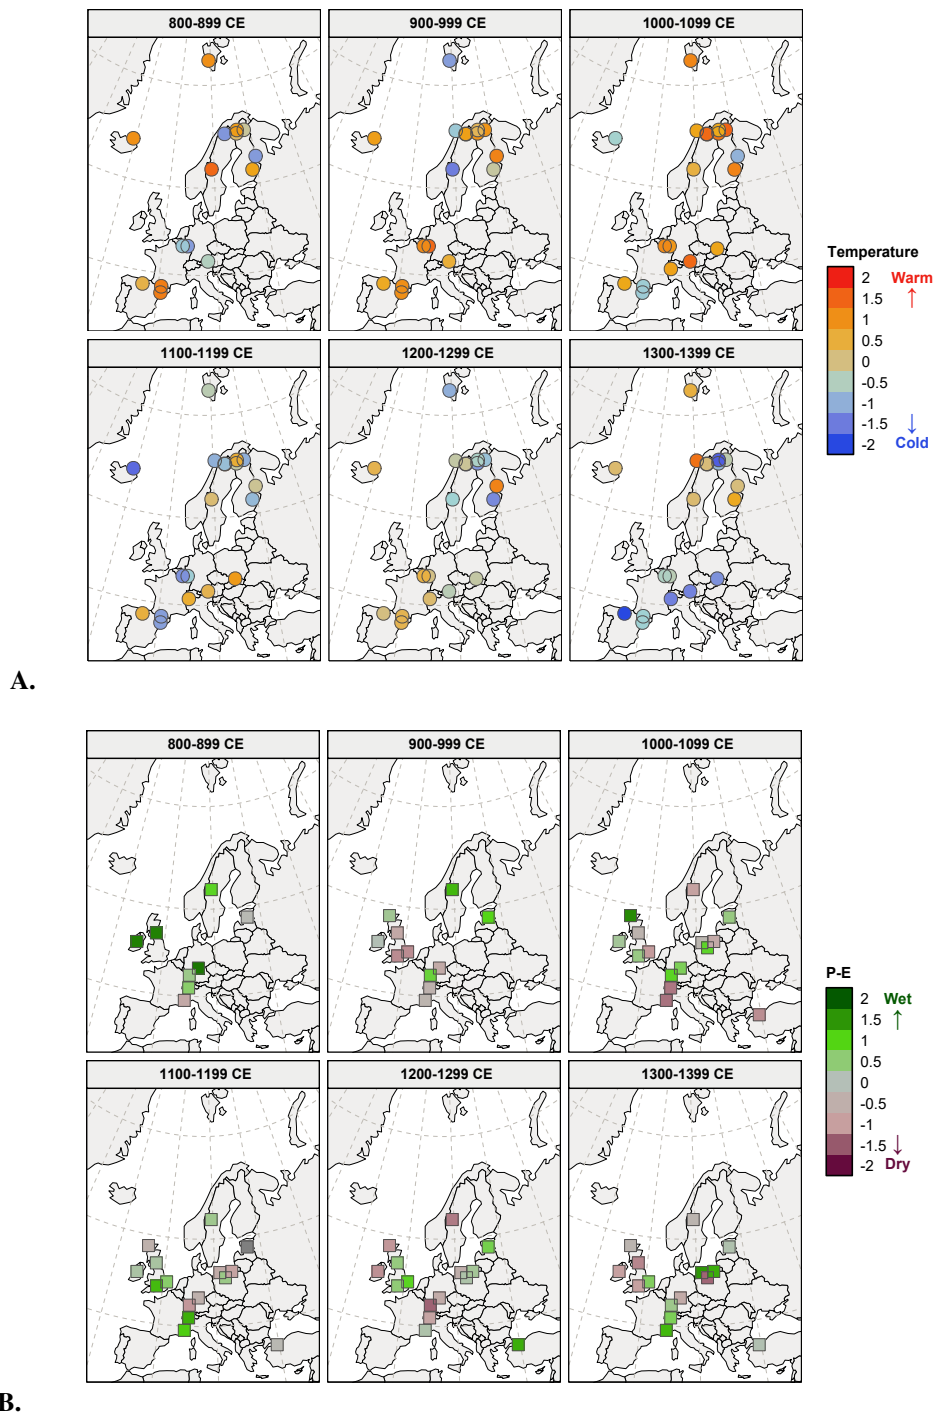 800-899 CE 900-999 CE 1000-1099 CE
Temperature
2 Warm
1.5 ↑
1
0.5
0
-0.5
-1
-1.5 ↓
-2 Cold
1100-1199 CE 1200-1299 CE 1300-1399 CE
A.
800-899 CE 900-999 CE 1000-1099 CE
P-E
2 Wet
1.5 ↑
1
0.5
0
-0.5
-1
-1.5 ↓
-2 Dry
1100-1199 CE 1200-1299 CE 1300-1399 CE
B.